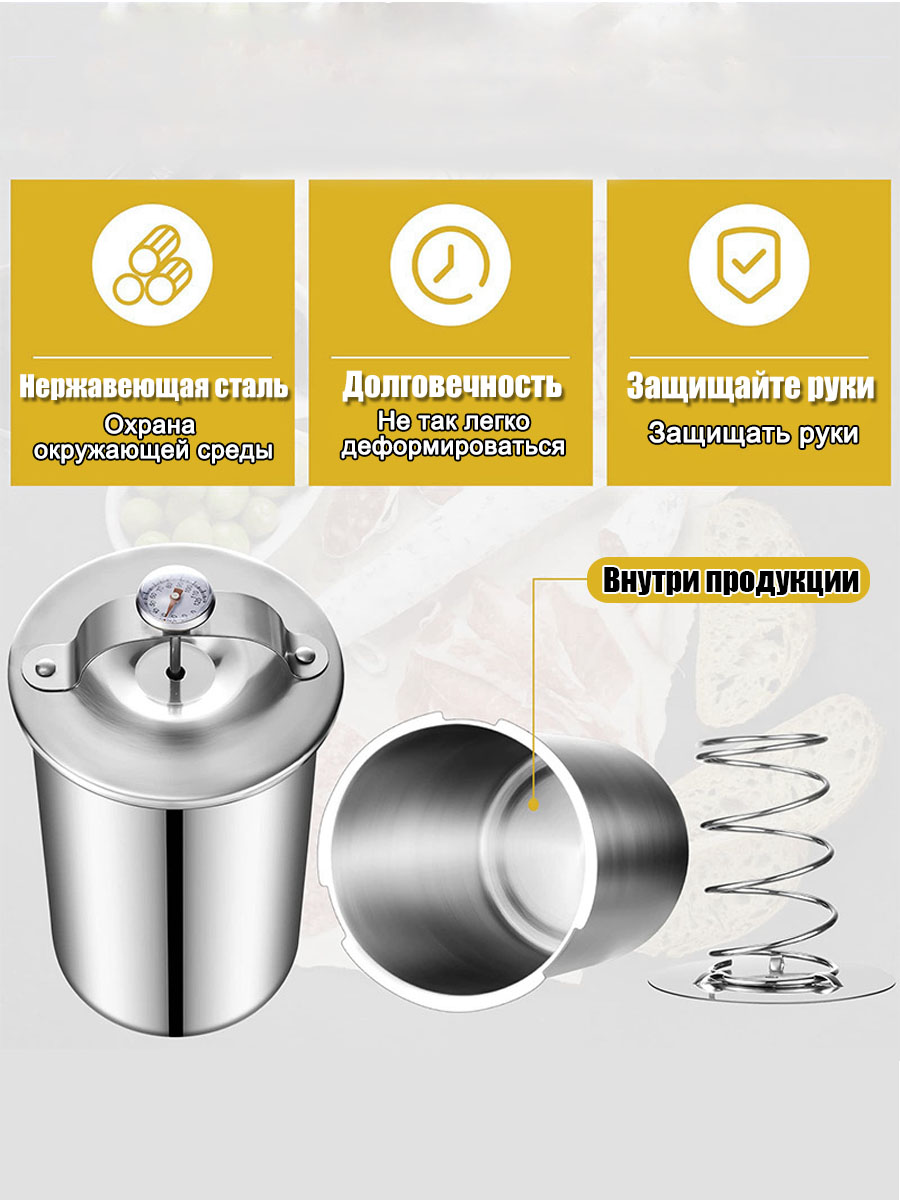 Нержавеющая сталь
Охрана
окружающей среды
Долговечность
Не так легко
деформироваться
Защищайте руки
Защищать руки
Внутри продукции